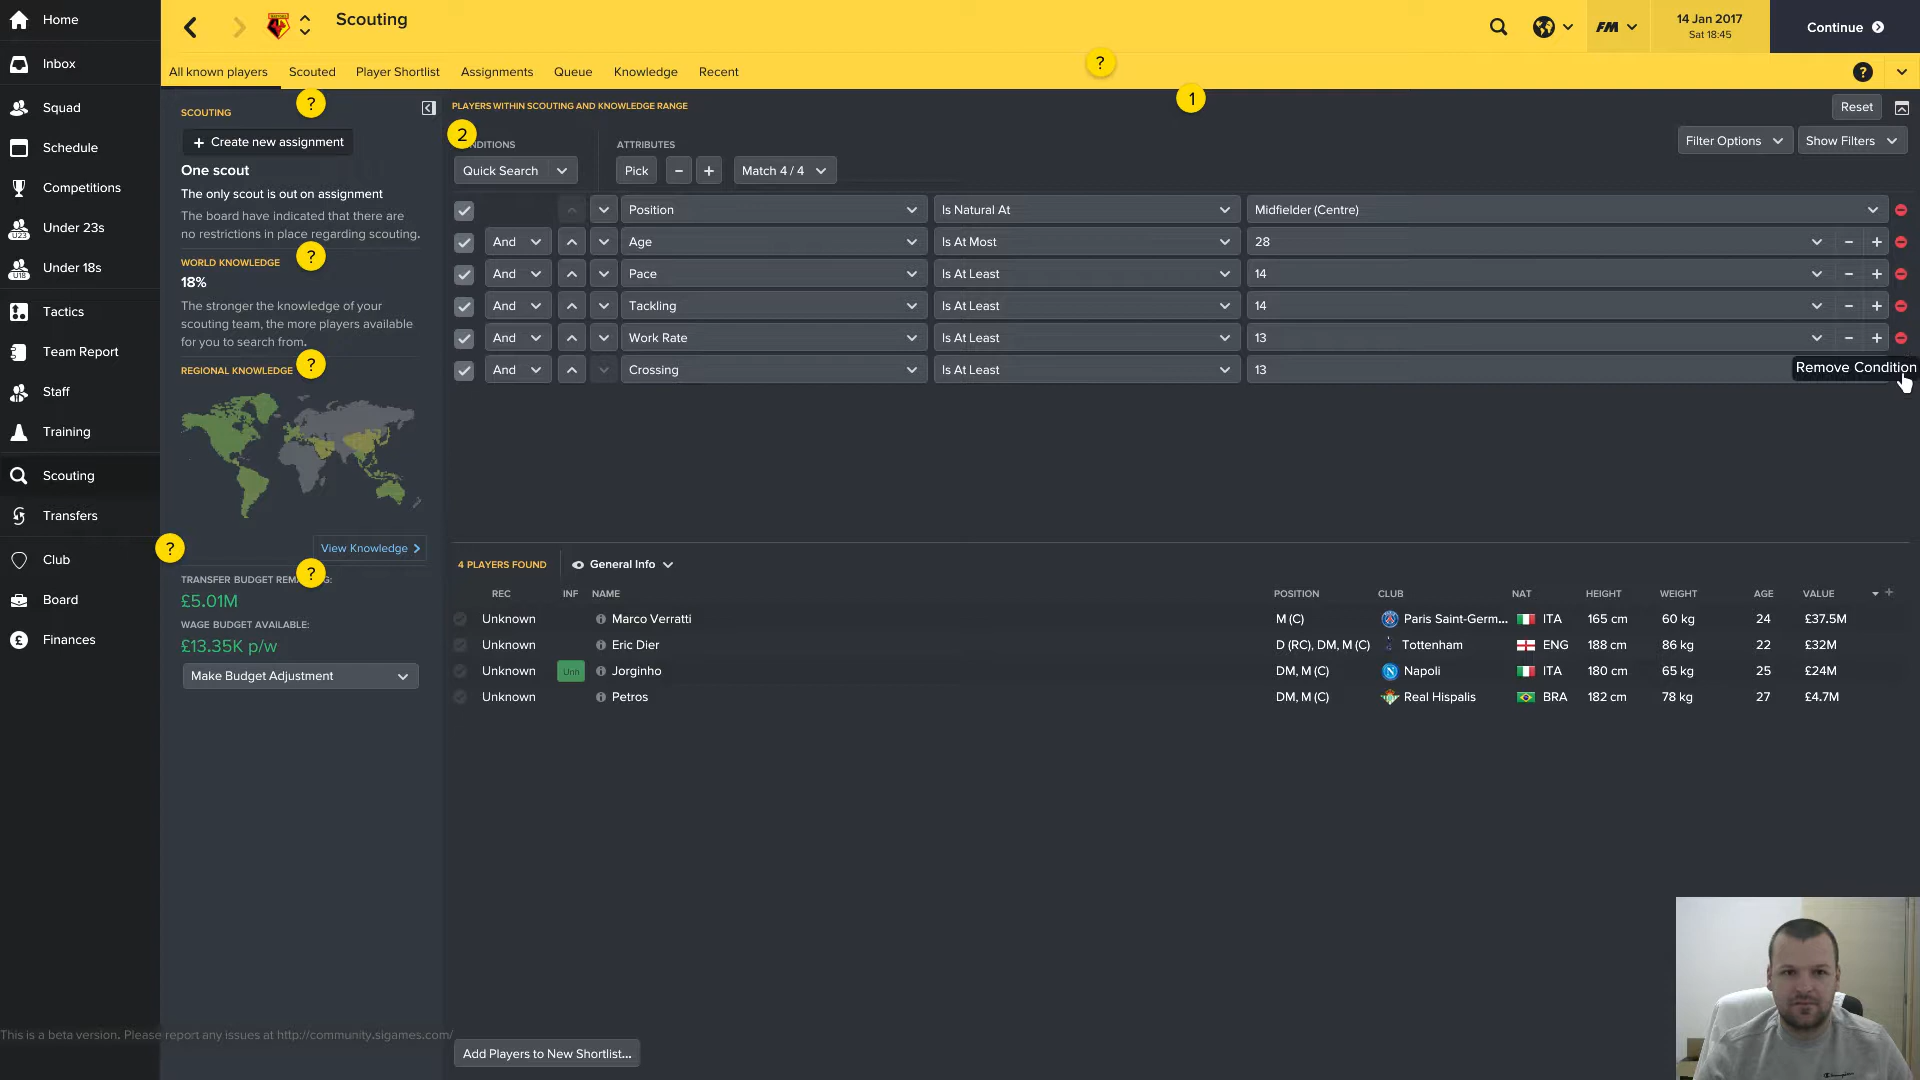 Home
Inbox
Squad
Schedule
Competitions
Under 23s
Under 18s
Tactics
Team Report
Staff
Training
Scouting
Transfers
Club
Board
Finances
Scouting
FM
14 Jan 2017
Sat 18:45
Continue
All known players Scouted Player Shortlist Assignments Queue Knowledge Recent
?
?
SCOUTING
?
Create new assignment
One scout
The only scout is out on assignment
The board have indicated that there are
no restrictions in place regarding scouting.
WORLD KNOWLEDGE
?
18%
The stronger the knowledge of your
scouting team, the more players available
for you to search from.
REGIONAL KNOWLEDGE
?
View Knowledge
?
TRANSFER BUDGET REMA
?
NG:
£5.01M
WAGE BUDGET AVAILABLE:
£13.35K p/w
Make Budget Adjustment
PLAYERS WITHIN SCOUTING AND KNOWLEDGE RANGE
1
Reset
2
NDITIONS ATTRIBUTES
Filter Options Show Filters
Quick Search Pick - + Match 4 / 4
Position Is Natural At Midfielder (Centre)
And Age Is At Most 28 - +
And Pace Is At Least 14 - +
And Tackling Is At Least 14 - +
And Work Rate Is At Least 13 - +
And Crossing Is At Least 13
Remove Condition
4 PLAYERS FOUND General Info
REC INF NAME POSITION CLUB NAT HEIGHT WEIGHT AGE VALUE +
Unknown Marco Verratti M (C) Paris Saint-Germ... ITA 165 cm 60 kg 24 £37.5M
Unknown Eric Dier D (RC), DM, M (C) Tottenham ENG 188 cm 86 kg 22 £32M
Unknown Unh Jorginho DM, M (C) Napoli ITA 180 cm 65 kg 25 £24M
Unknown Petros DM, M (C) Real Hispalis BRA 182 cm 78 kg 27 £4.7M
This is a beta version. Please report any issues at http://community.sigames.com/
Add Players to New Shortlist...